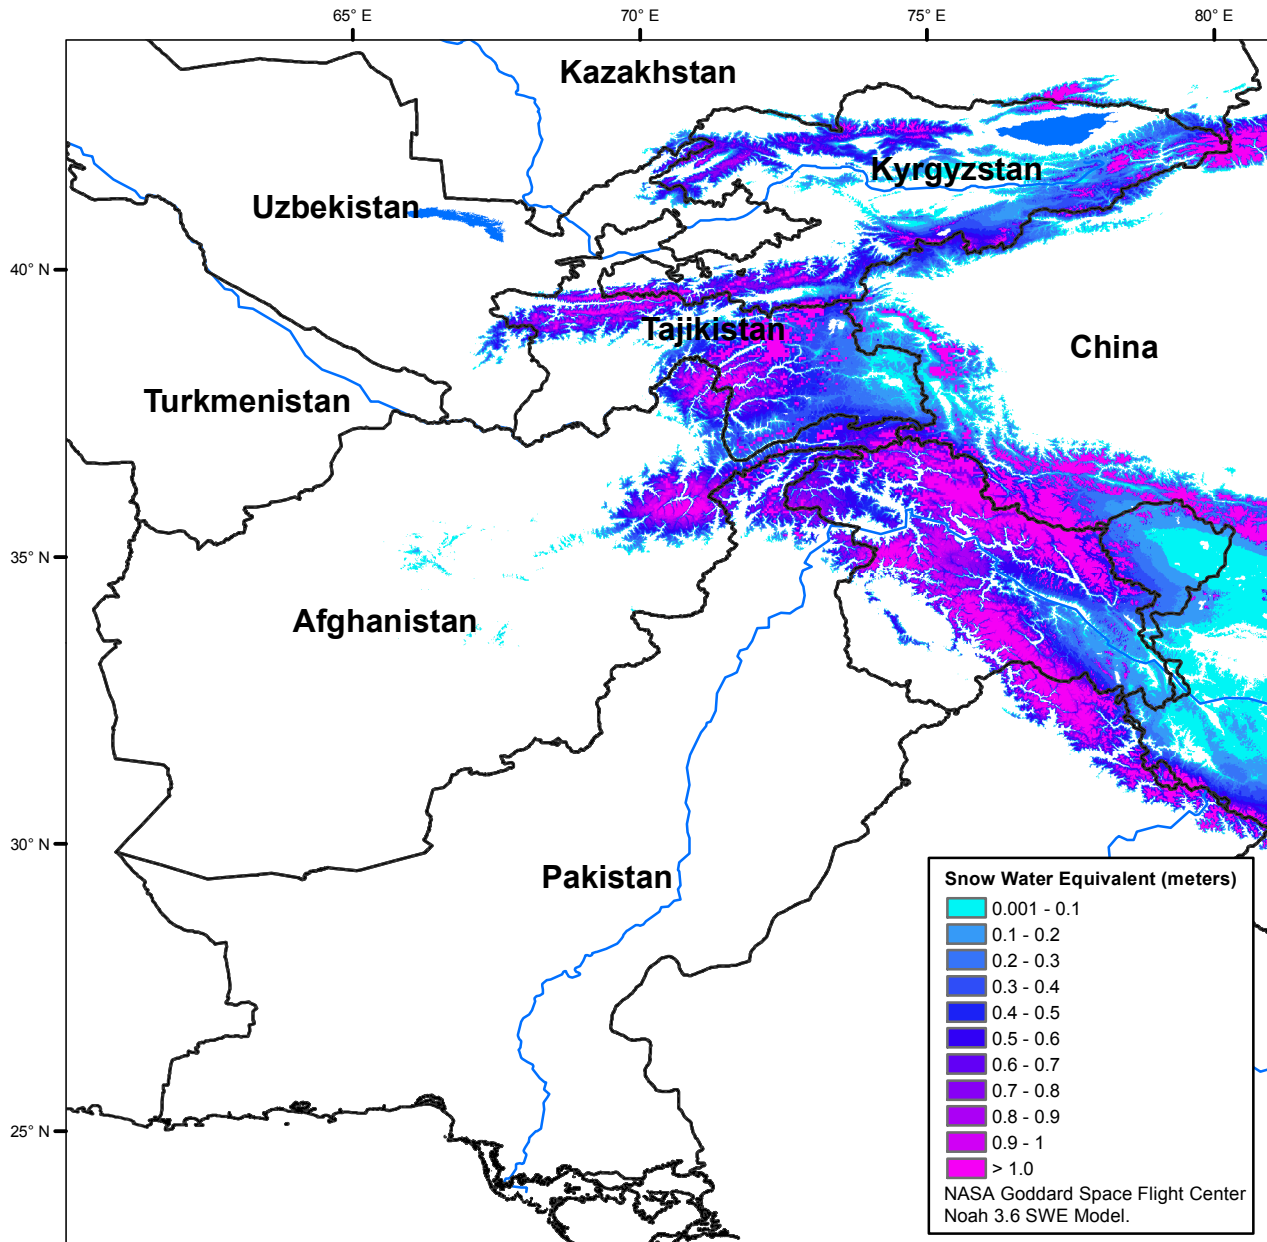 65° E
70° E
75° E
80° E
Kazakhstan
Kyrgyzstan
Uzbekistan
40° N
Tajikistan
China
Turkmenistan
35° N
Afghanistan
30° N
Pakistan
25° N
Snow Water Equivalent (meters)
0.001 - 0.1
0.1 - 0.2
0.2 - 0.3
0.3 - 0.4
0.4 - 0.5
0.5 - 0.6
0.6 - 0.7
0.7 - 0.8
0.8 - 0.9
0.9 - 1
> 1.0
NASA Goddard Space Flight Center
Noah 3.6 SWE Model.